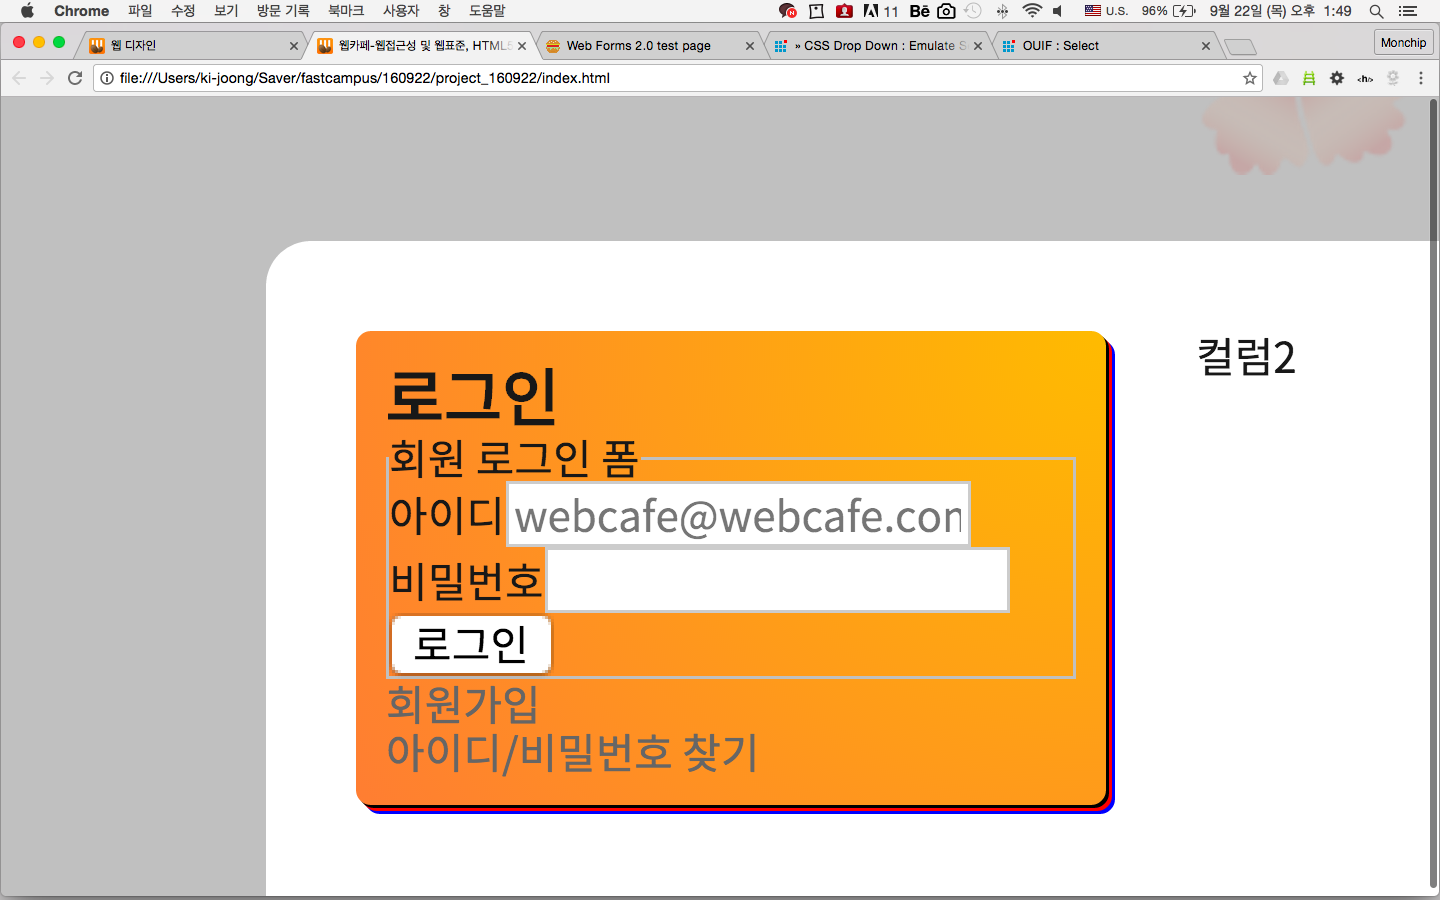 Chrome 파일 수정 보기 방문 기록 북마크 사용자 창 도움말 11 Bē U.S. 96% 9월 22일 (목) 오후 1:49
웹 디자인 웹카페-웹접근성 및 웹표준, HTML5 Web Forms 2.0 test page » CSS Drop Down : Emulate S OUIF : Select Monchip
file:///Users/ki-joong/Saver/fastcampus/160922/project_160922/index.html <h/>
컬럼2
로그인
회원 로그인 폼
아이디 webcafe@webcafe.com
비밀번호
로그인
회원가입
아이디/비밀번호 찾기